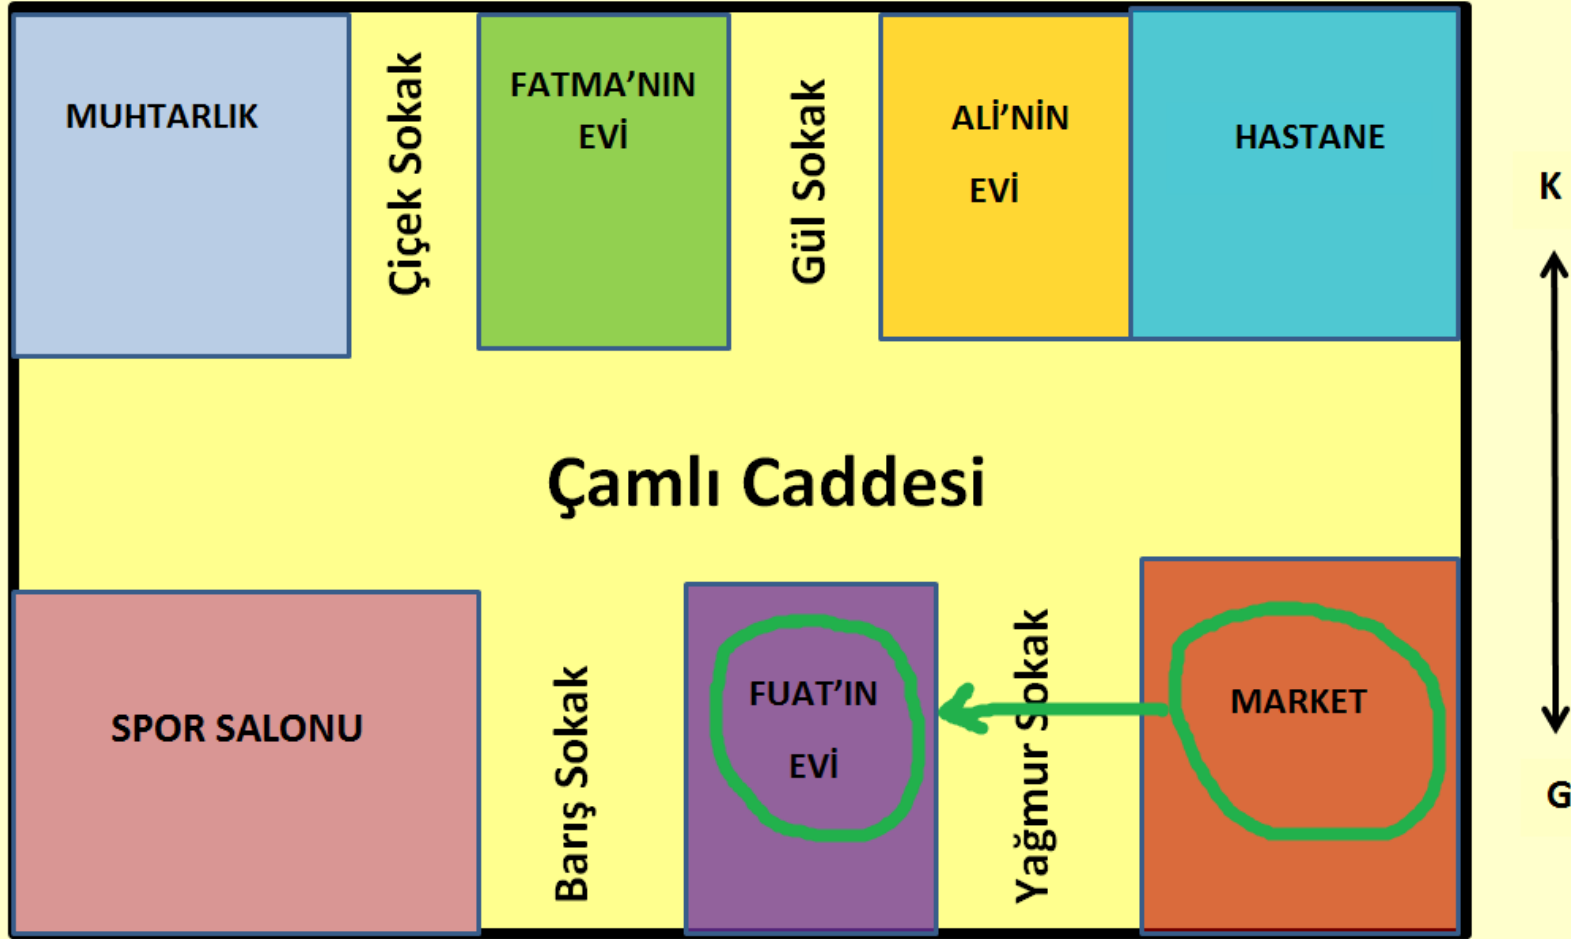 MUHTARLIK
Çiçek Sokak
FATMA’NIN
EVİ
Gül Sokak
ALİ’NİN
EVİ
HASTANE
K
Çamlı Caddesi
SPOR SALONU
Barış Sokak
FUAT’IN
EVİ
Yağmur Sokak
MARKET
G